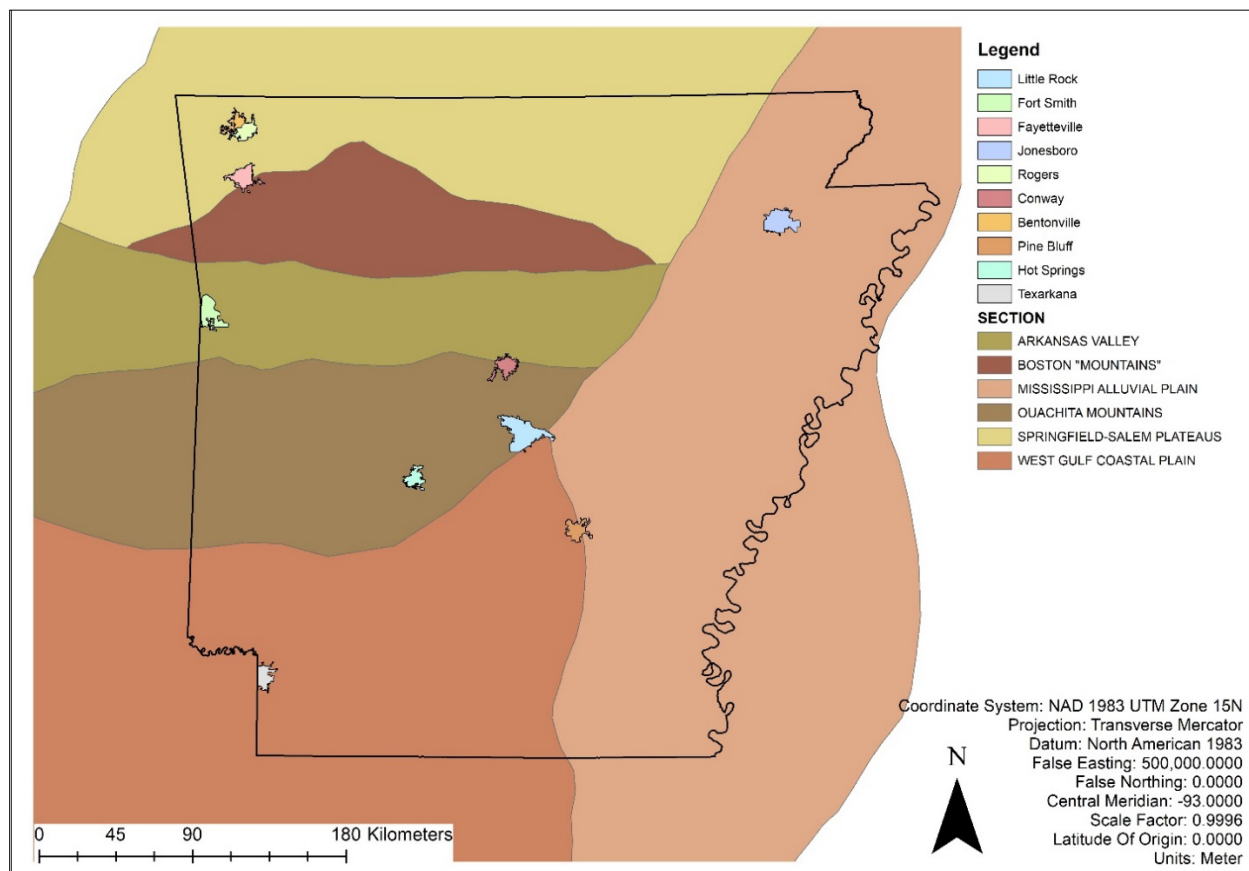 Legend
Little Rock
Fort Smith
Fayetteville
Jonesboro
Rogers
Conway
Bentonville
Pine Bluff
Hot Springs
Texarkana
SECTION
ARKANSAS VALLEY
BOSTON "MOUNTAINS"
MISSISSIPPI ALLUVIAL PLAIN
OUACHITA MOUNTAINS
SPRINGFIELD-SALEM PLATEAUS
WEST GULF COASTAL PLAIN
Coordinate System: NAD 1983 UTM Zone 15N
Projection: Transverse Mercator
Datum: North American 1983
False Easting: 500,000.0000
False Northing: 0.0000
Central Meridian: -93.0000
Scale Factor: 0.9996
Latitude Of Origin: 0.0000
Units: Meter
N
0 45 90 180 Kilometers